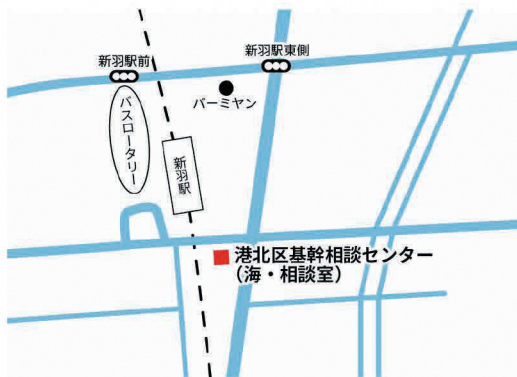 新羽駅東側
新羽駅前
バーミヤン
バスロータリー
新羽駅
港北区基幹相談センター
（海・相談室）